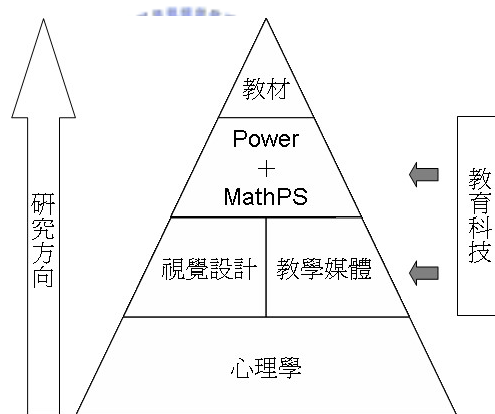 教材
Power
+
MathPS
視覺設計
教學媒體
心理學
研究方向
教育科技